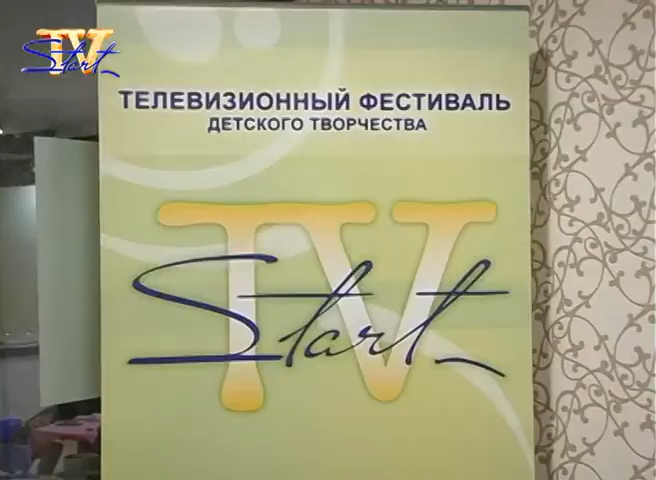 TV
Start
ТЕЛЕВИЗИОННЫЙ ФЕСТИВАЛЬ
ДЕТСКОГО ТВОРЧЕСТВА
TV
Start